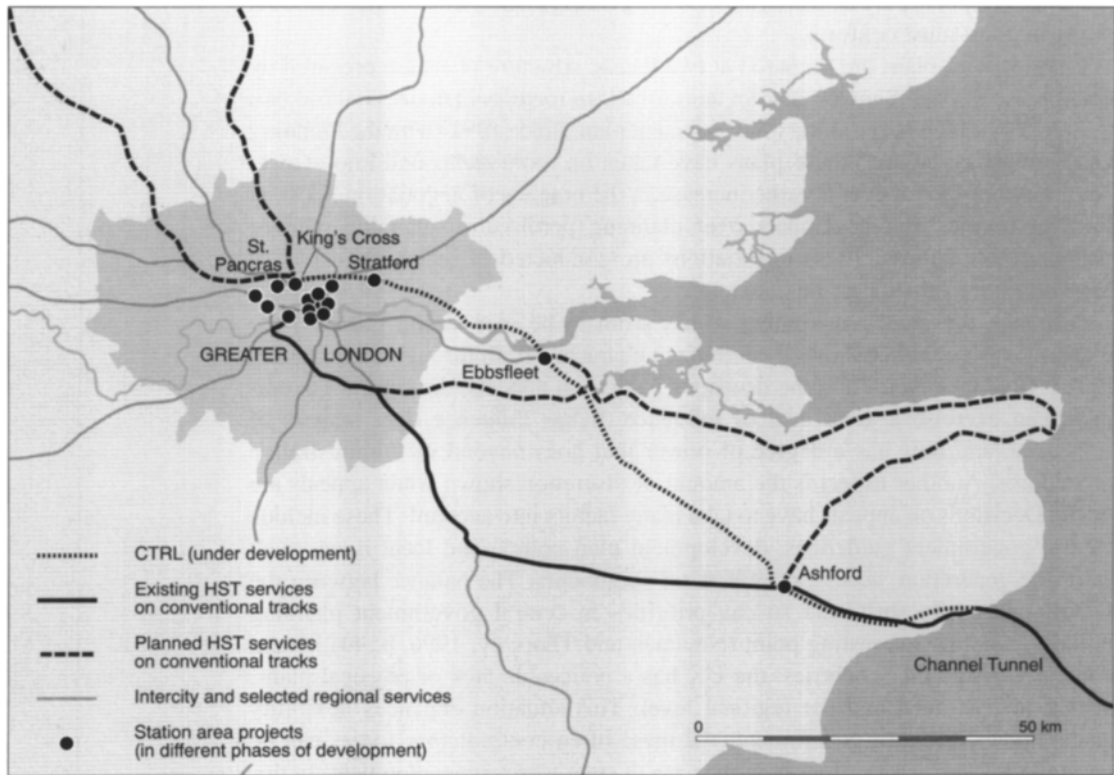 St.
Pancras
King's Cross
Stratford
GREATER LONDON
Ebbsfleet
Ashford
Channel Tunnel
CTRL (under development)
Existing HST services
on conventional tracks
Planned HST services
on conventional tracks
Intercity and selected regional services
Station area projects
(in different phases of development)
0 50 km